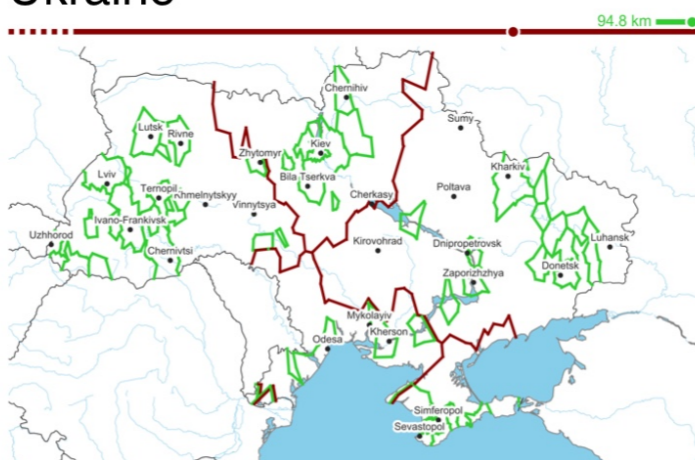 Ukraine
94.8 km
Chernihiv
Sumy
Lutsk
Rivne
Kiev
Zhytomyr
Kharkiv
Lviv
Bila Tserkva
Ternopil
Khmelnytskyy
Poltava
Cherkasy
Vinnytsya
Ivano-Frankivsk
Uzhhorod
Kirovohrad
Dnipropetrovsk
Luhansk
Chernivtsi
Donetsk
Zaporizhzhya
Mykolayiv
Kherson
Odesa
Simferopol
Sevastopol